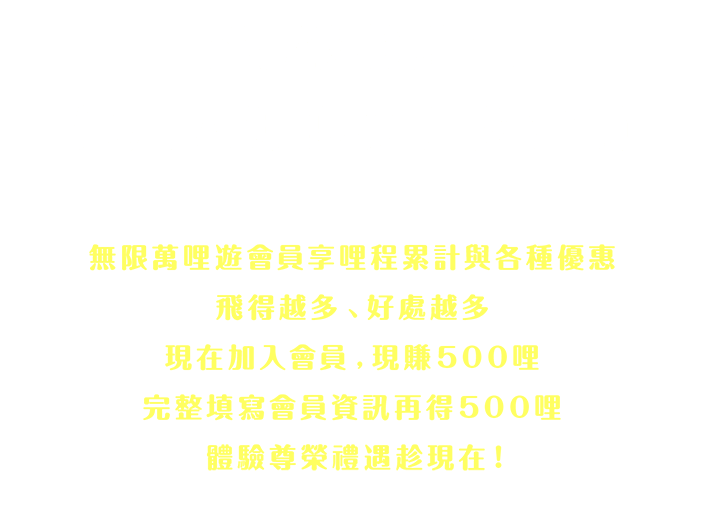 無限萬哩遊會員享哩程累計與各種優惠
飛得越多、好處越多
現在加入會員，現賺500哩
完整填寫會員資訊再得500哩
體驗尊榮禮遇趁現在！